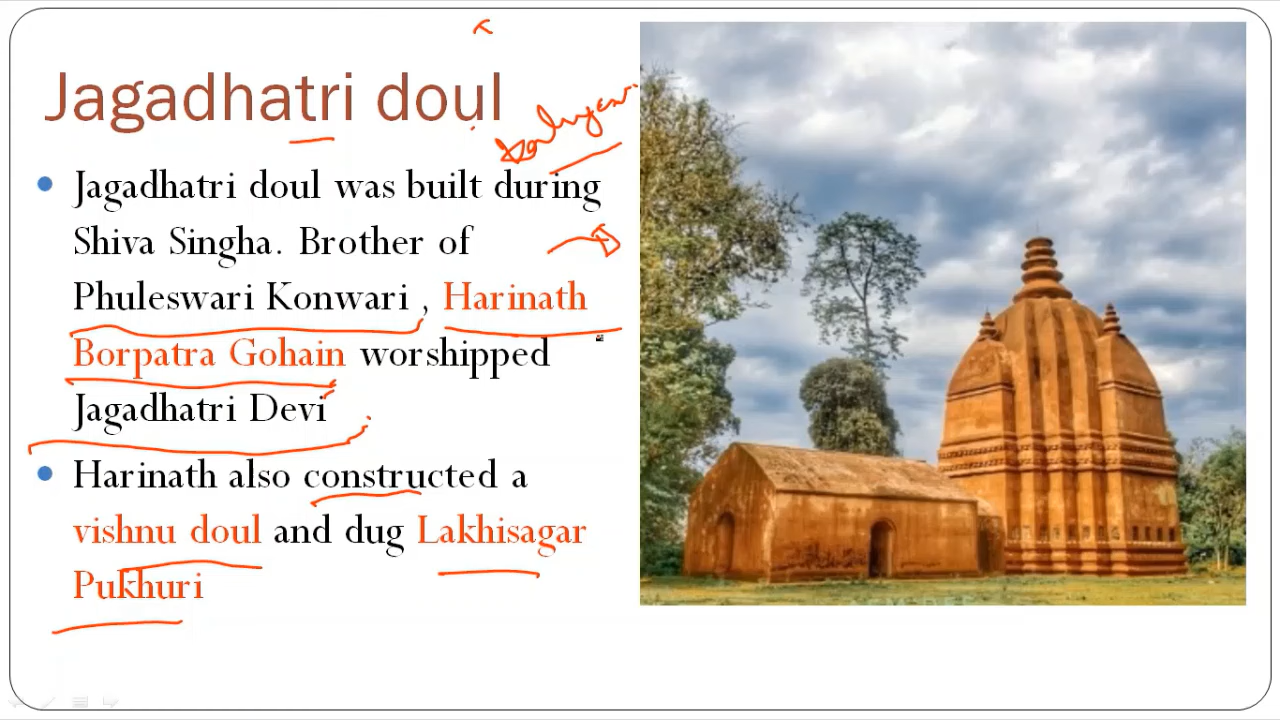 Jagadhatri doul
Jagadhatri doul was built during
Shiva Singha. Brother of
Phuleswari Konwari , Harinath
Borpatra Gohain worshipped
Jagadhatri Devi
Harinath also constructed a
vishnu doul and dug Lakhisagar
Pukhuri